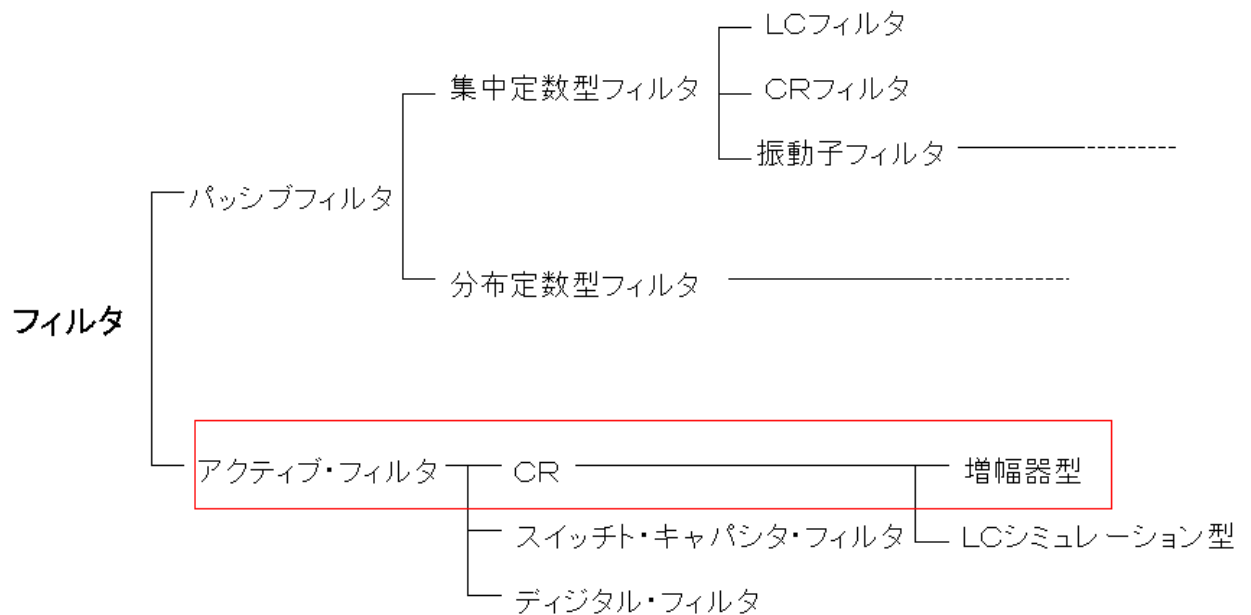 LCフィルタ
集中定数型フィルタ
CRフィルタ
振動子フィルタ
パッシブフィルタ
分布定数型フィルタ
フィルタ
アクティブ・フィルタ
CR
増幅器型
スイッチト・キャパシタ・フィルタ
LCシミュレーション型
ディジタル・フィルタ